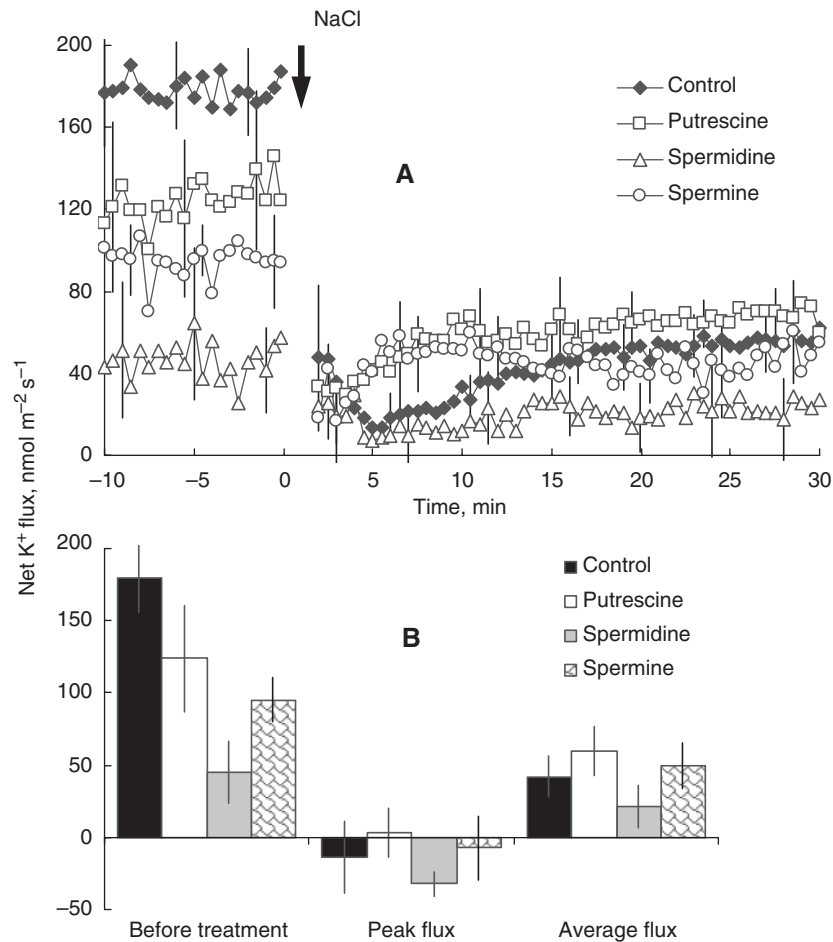 NaCl
200
160
120
80
40
0
−10
−5
0
5
10
15
20
25
30
Time, min
Control
Putrescine
Spermidine
Spermine
A
Net K⁺ flux, nmol m⁻² s⁻¹
200
150
100
50
0
−50
Control
Putrescine
Spermidine
Spermine
B
Before treatment
Peak flux
Average flux